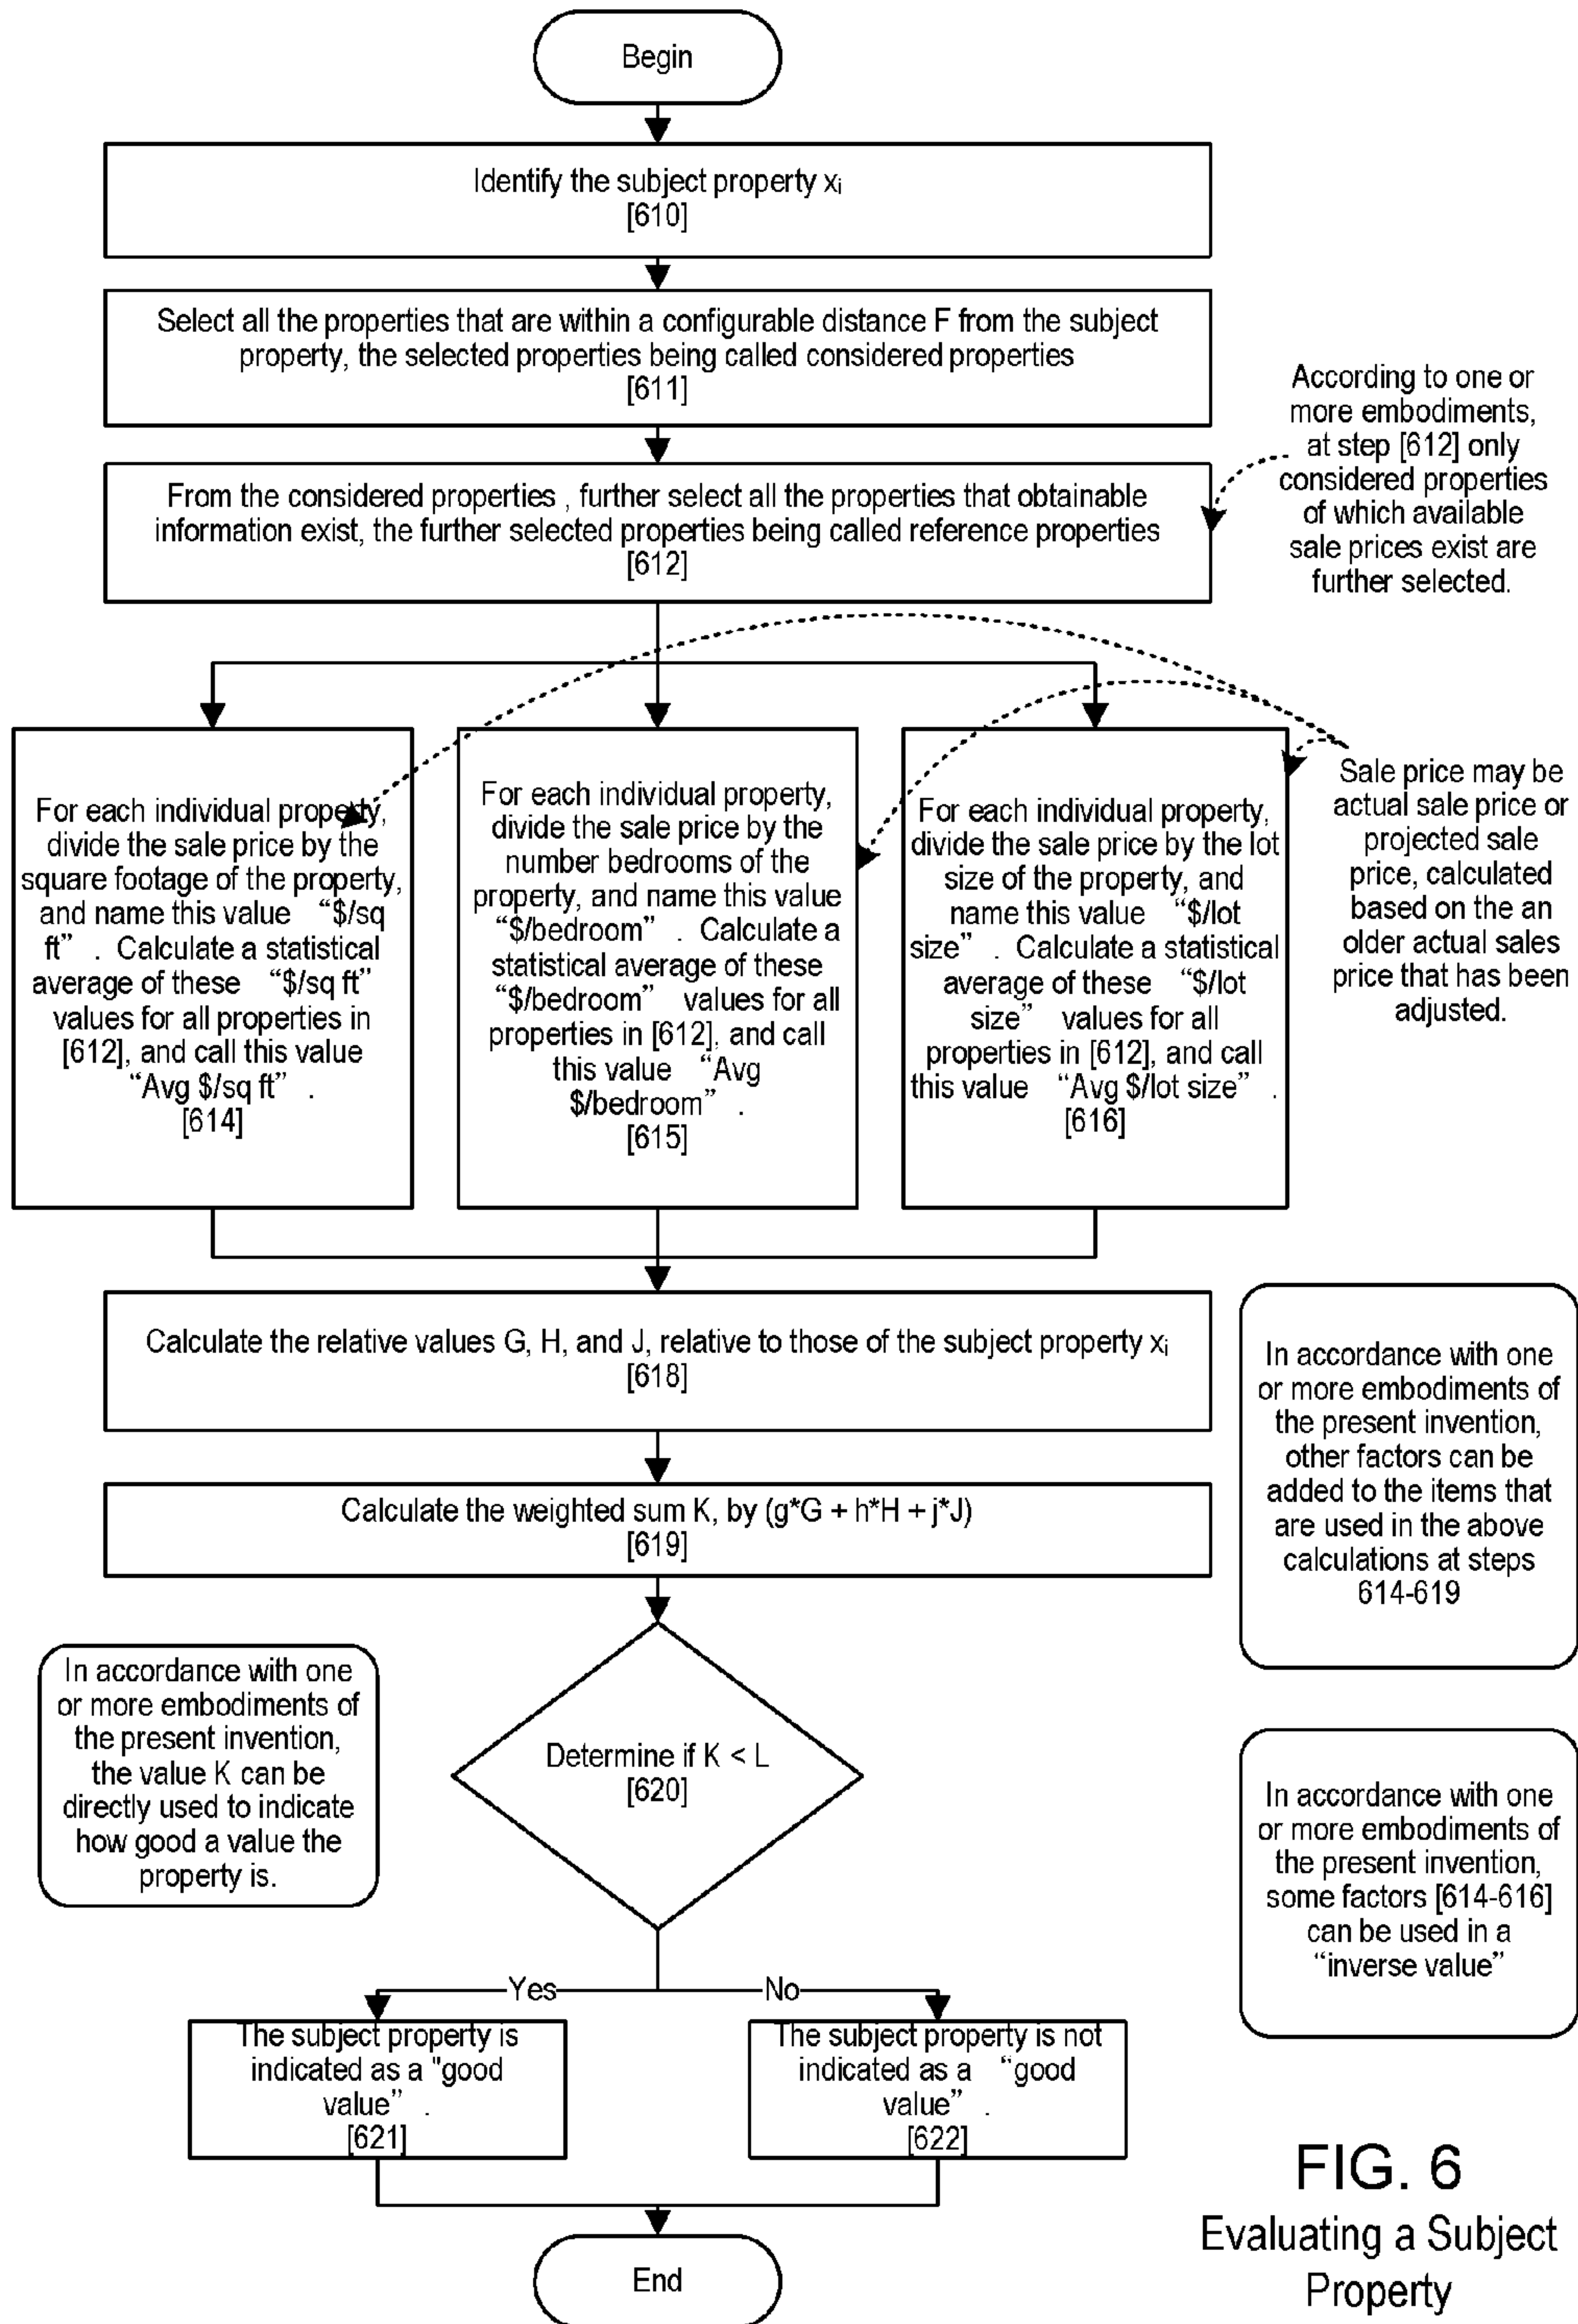 Begin
Identify the subject property xi
[610]
Select all the properties that are within a configurable distance F from the subject
property, the selected properties being called considered properties
[611]
According to one or
more embodiments,
at step [612] only
considered properties
of which available
sale prices exist are
further selected.
From the considered properties , further select all the properties that obtainable
information exist, the further selected properties being called reference properties
[612]
For each individual property,
divide the sale price by the
square footage of the property,
and name this value “$/sq
ft” . Calculate a statistical
average of these “$/sq ft”
values for all properties in
[612], and call this value
“Avg $/sq ft” .
[614]
For each individual property,
divide the sale price by the
number bedrooms of the
property, and name this value
“$/bedroom” . Calculate a
statistical average of these
“$/bedroom” values for all
properties in [612], and call
this value “Avg
$/bedroom” .
[615]
For each individual property,
divide the sale price by the lot
size of the property, and
name this value “$/lot
size” . Calculate a statistical
average of these “$/lot
size” values for all
properties in [612], and call
this value “Avg $/lot size” .
[616]
Sale price may be
actual sale price or
projected sale
price, calculated
based on the an
older actual sales
price that has been
adjusted.
Calculate the relative values G, H, and J, relative to those of the subject property xi
[618]
In accordance with one
or more embodiments of
the present invention,
other factors can be
added to the items that
are used in the above
calculations at steps
614-619
Calculate the weighted sum K, by (g*G + h*H + j*J)
[619]
In accordance with one
or more embodiments of
the present invention,
the value K can be
directly used to indicate
how good a value the
property is.
Determine if K < L
[620]
In accordance with one
or more embodiments of
the present invention,
some factors [614-616]
can be used in a
“inverse value”
Yes
No
The subject property is
indicated as a "good
value” .
[621]
The subject property is not
indicated as a “good
value” .
[622]
End
FIG. 6
Evaluating a Subject
Property